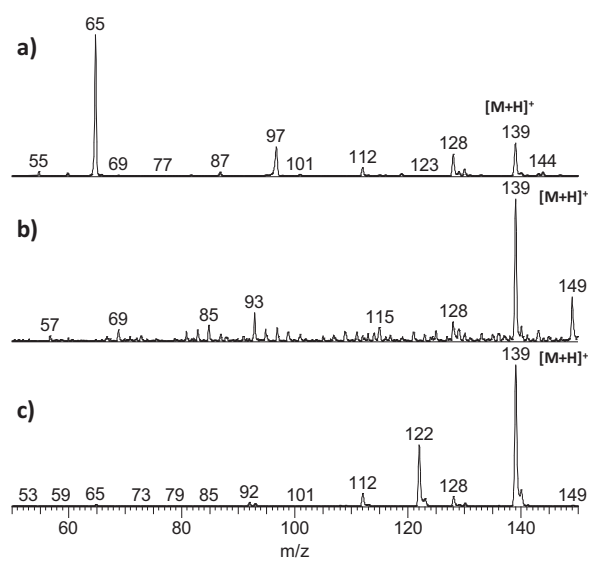 65
a)
[M+H]⁺
97 128 139
55 69 77 87 101 112 123 144
139
[M+H]⁺
b)
149
57 69 85 93 115 128
[M+H]⁺
139
c)
122
53 59 65 73 79 85 92 101 112 128 149
60 80 100 120 140
m/z